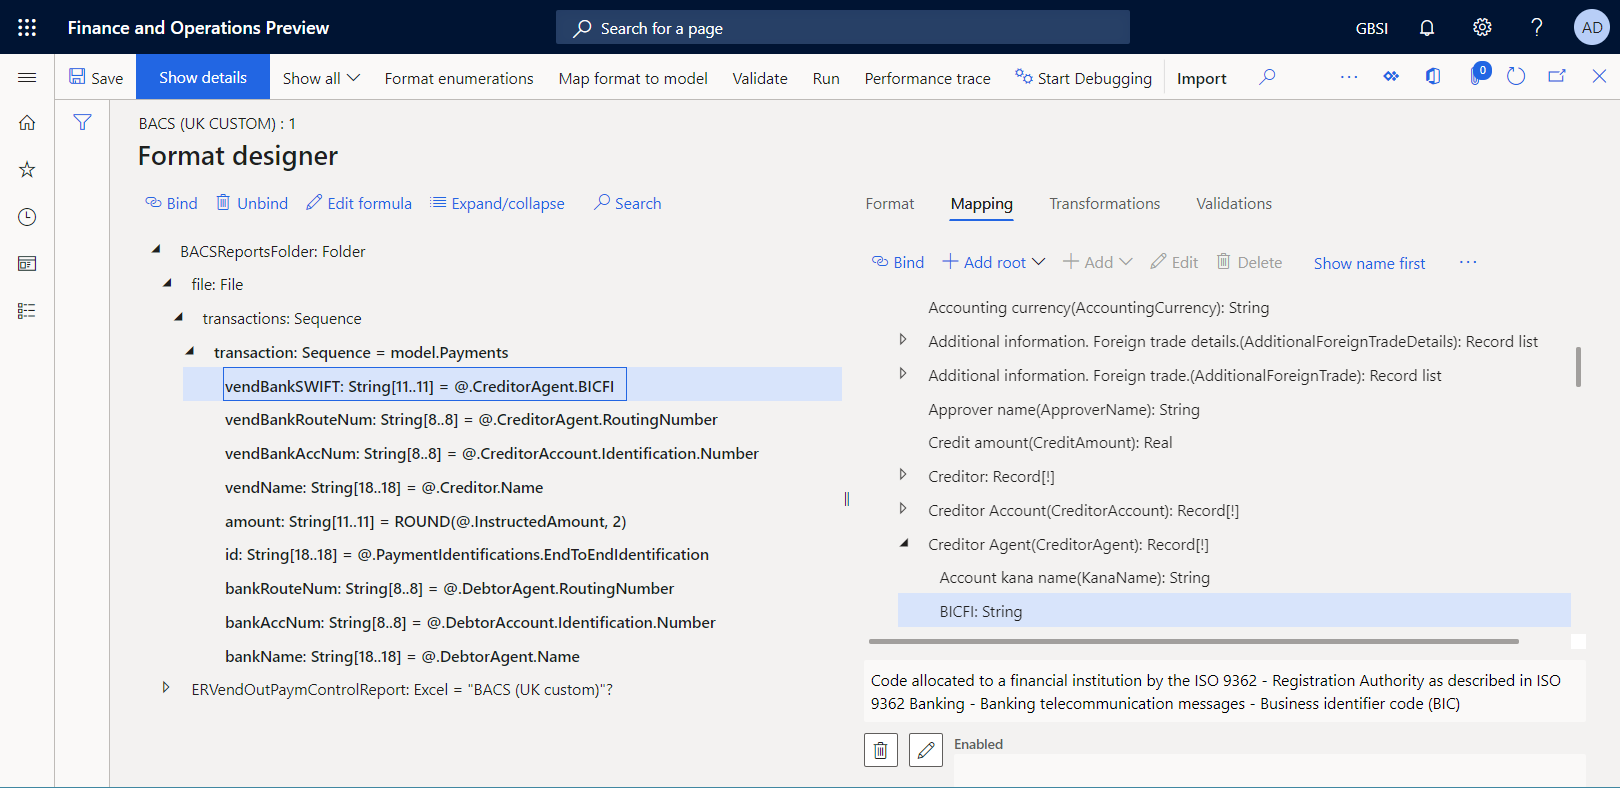 Finance and Operations Preview
Search for a page
GBSI
?
AD
Save
Show details
Show all
Format enumerations
Map format to model
Validate
Run
Performance trace
Start Debugging
Import
0
BACS (UK CUSTOM) : 1
Format designer
Bind
Unbind
Edit formula
Expand/collapse
Search
BACSReportsFolder: Folder
file: File
transactions: Sequence
transaction: Sequence = model.Payments
vendBankSWIFT: String[11..11] = @.CreditorAgent.BICFI
vendBankRouteNum: String[8..8] = @.CreditorAgent.RoutingNumber
vendBankAccNum: String[8..8] = @.CreditorAccount.Identification.Number
vendName: String[18..18] = @.Creditor.Name
amount: String[11..11] = ROUND(@.InstructedAmount, 2)
id: String[18..18] = @.PaymentIdentifications.EndToEndIdentification
bankRouteNum: String[8..8] = @.DebtorAgent.RoutingNumber
bankAccNum: String[8..8] = @.DebtorAccount.Identification.Number
bankName: String[18..18] = @.DebtorAgent.Name
ERVendOutPaymControlReport: Excel = "BACS (UK custom)"?
Format
Mapping
Transformations
Validations
Bind
Add root
Add
Edit
Delete
Show name first
Accounting currency(AccountingCurrency): String
Additional information. Foreign trade details.(AdditionalForeignTradeDetails): Record list
Additional information. Foreign trade.(AdditionalForeignTrade): Record list
Approver name(ApproverName): String
Credit amount(CreditAmount): Real
Creditor: Record[!]
Creditor Account(CreditorAccount): Record[!]
Creditor Agent(CreditorAgent): Record[!]
Account kana name(KanaName): String
BICFI: String
Code allocated to a financial institution by the ISO 9362 - Registration Authority as described in ISO
9362 Banking - Banking telecommunication messages - Business identifier code (BIC)
Enabled